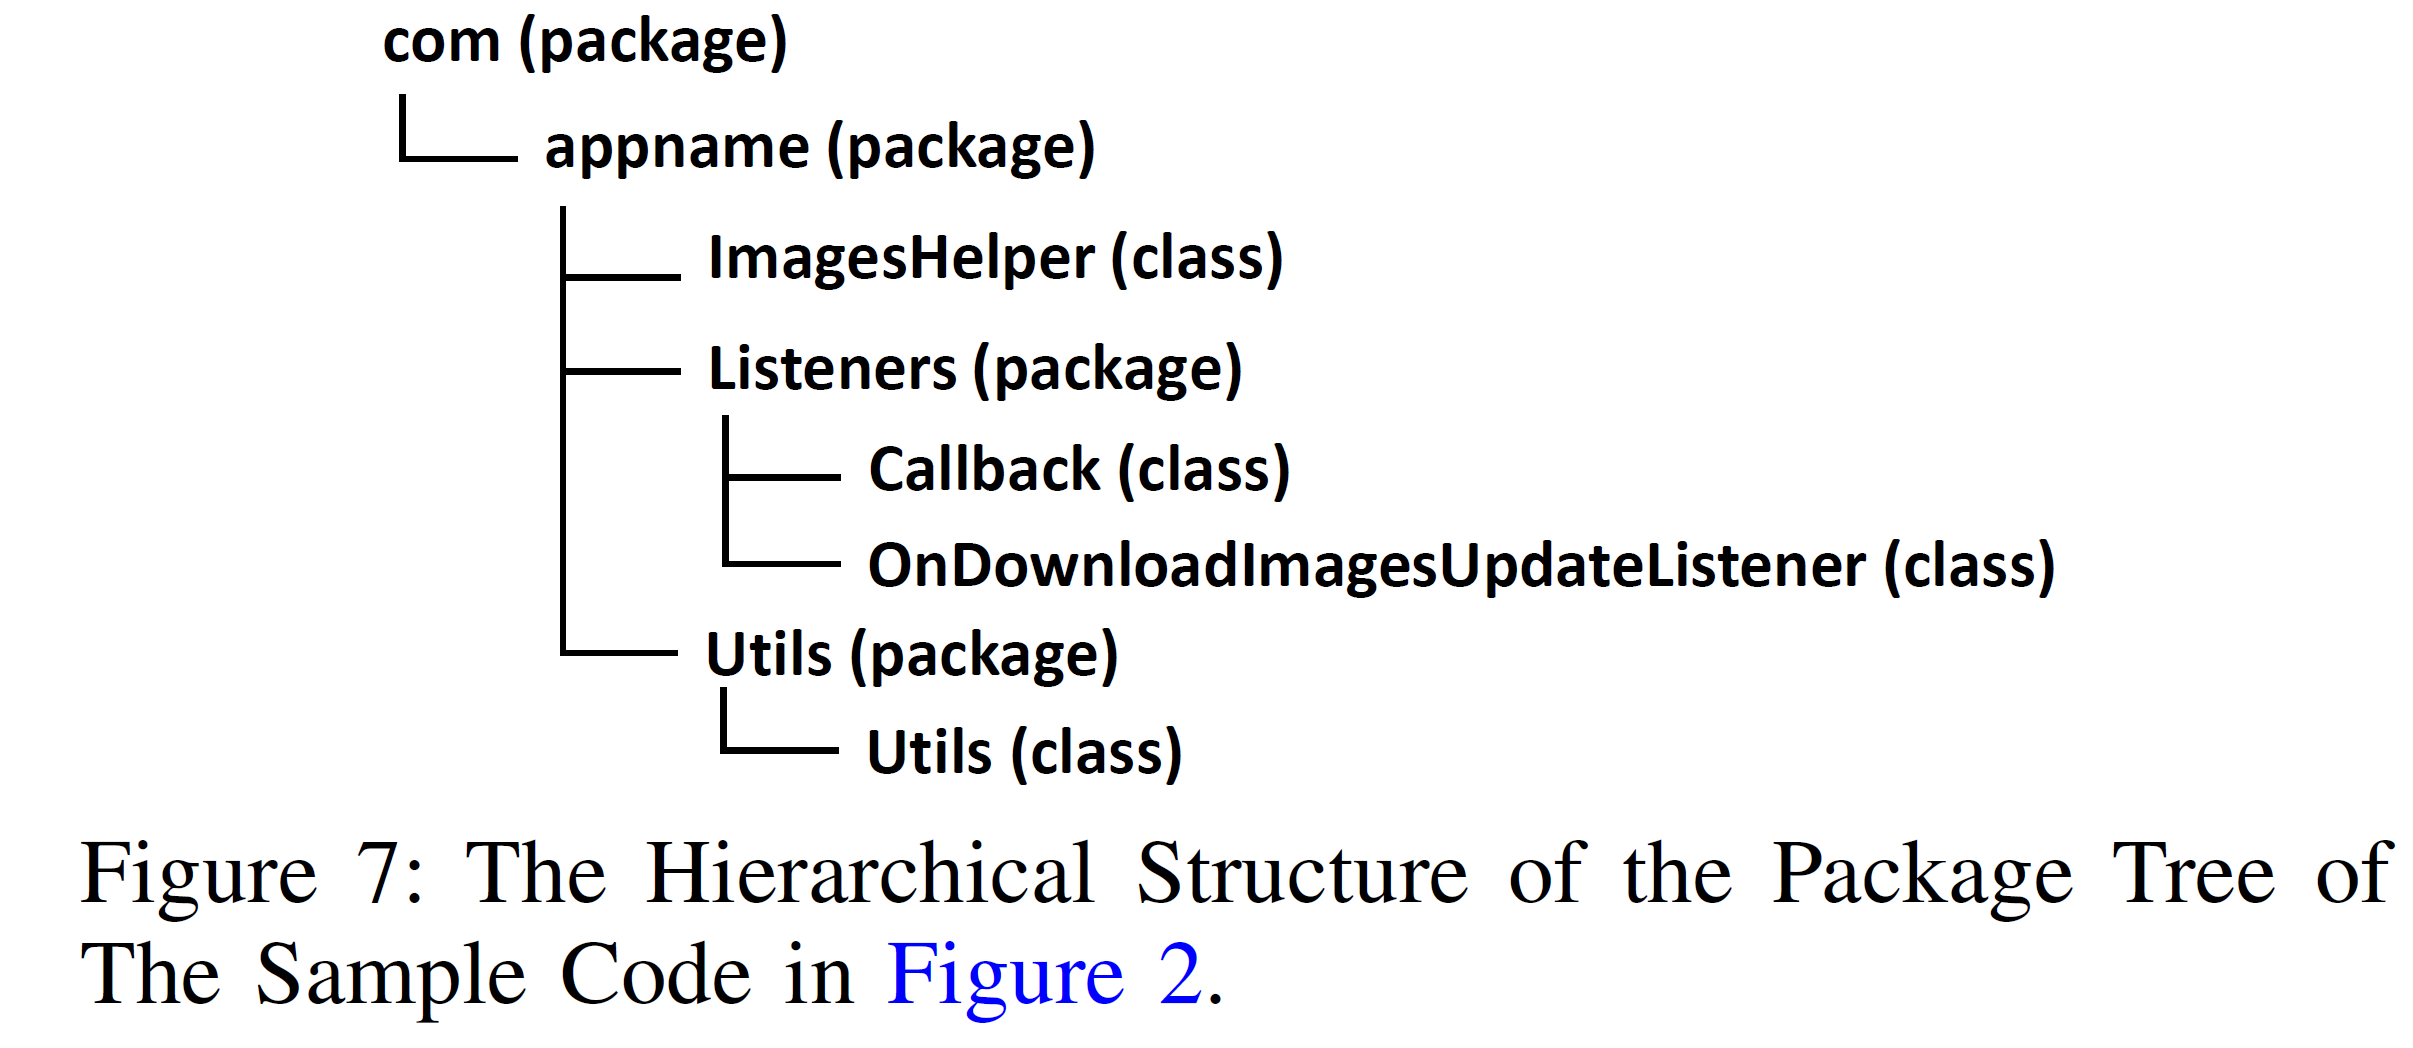 com (package)
appname (package)
ImagesHelper (class)
Listeners (package)
Callback (class)
OnDownloadImagesUpdateListener (class)
Utils (package)
Utils (class)
Figure 7: The Hierarchical Structure of the Package Tree of
The Sample Code in Figure 2.